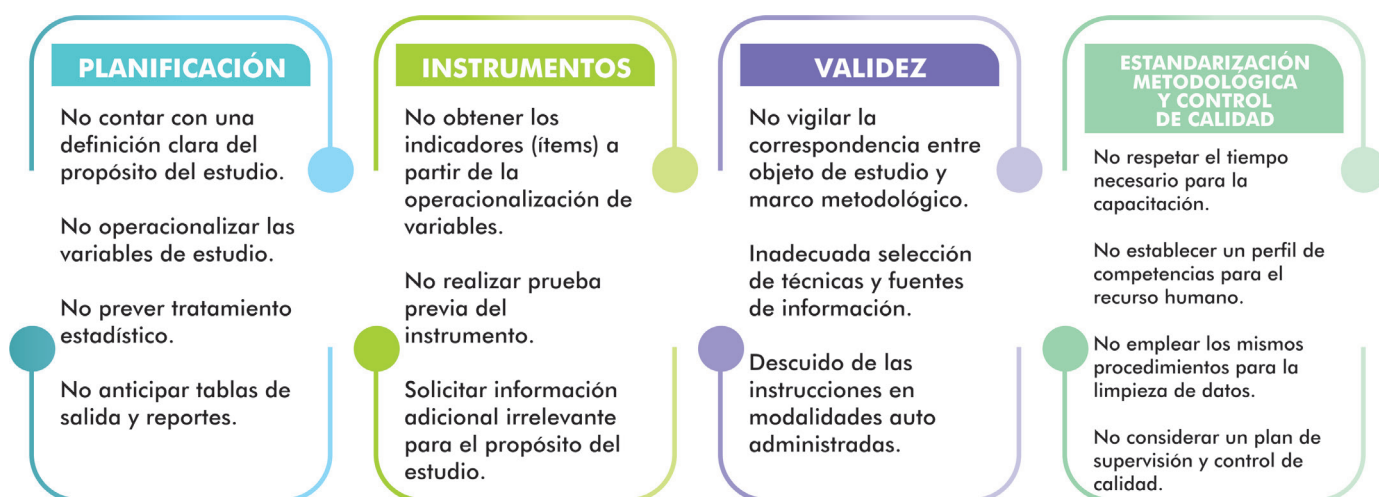 PLANIFICACIÓN
No contar con una
definición clara del
propósito del estudio.
No operacionalizar las
variables de estudio.
No prever tratamiento
estadístico.
No anticipar tablas de
salida y reportes.
INSTRUMENTOS
No obtener los
indicadores (ítems) a
partir de la
operacionalización de
variables.
No realizar prueba
previa del
instrumento.
Solicitar información
adicional irrelevante
para el propósito del
estudio.
VALIDEZ
No vigilar la
correspondencia entre
objeto de estudio y
marco metodológico.
Inadecuada selección
de técnicas y fuentes
de información.
Descuido de las
instrucciones en
modalidades auto
administradas.
ESTANDARIZACIÓN
METODOLÓGICA
Y CONTROL
DE CALIDAD
No respetar el tiempo
necesario para la
capacitación.
No establecer un perfil de
competencias para el
recurso humano.
No emplear los mismos
procedimientos para la
limpieza de datos.
No considerar un plan de
supervisión y control de
calidad.